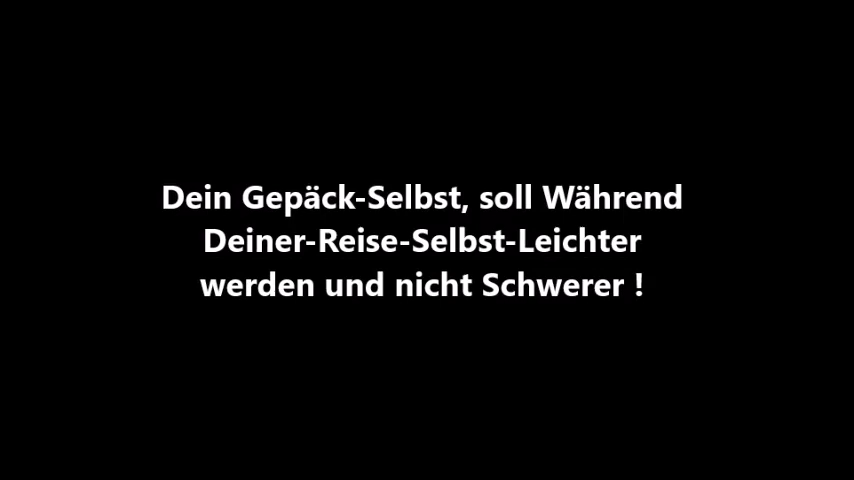 Dein Gepäck-Selbst, soll Während
Deiner-Reise-Selbst-Leichter
werden und nicht Schwerer !